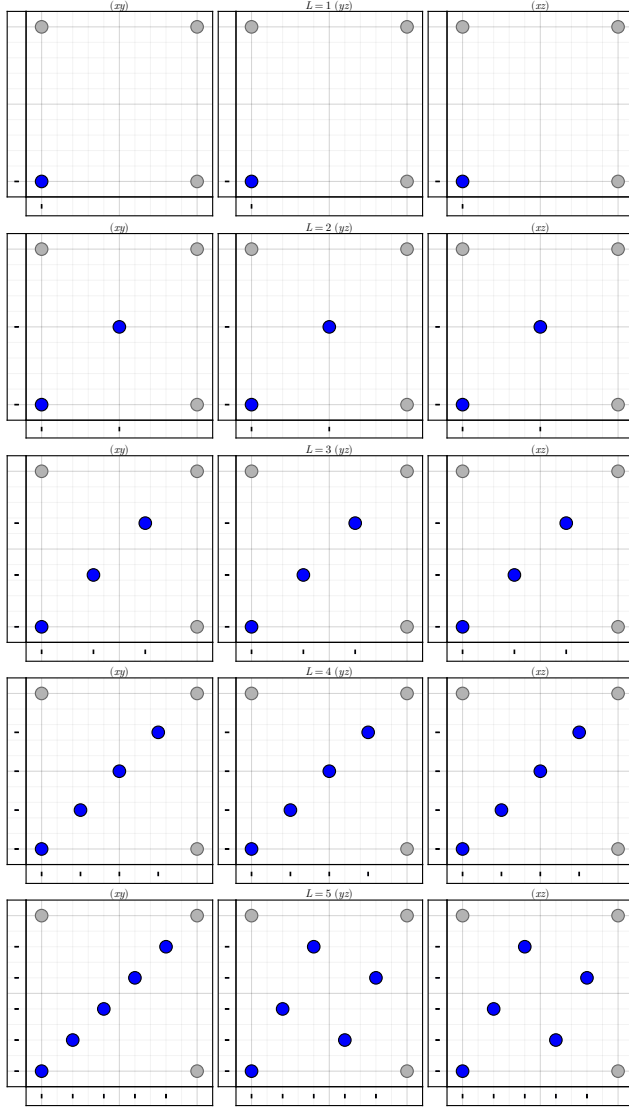 (xy) L = 1 (yz) (xz)
(xy) L = 2 (yz) (xz)
(xy) L = 3 (yz) (xz)
(xy) L = 4 (yz) (xz)
(xy) L = 5 (yz) (xz)